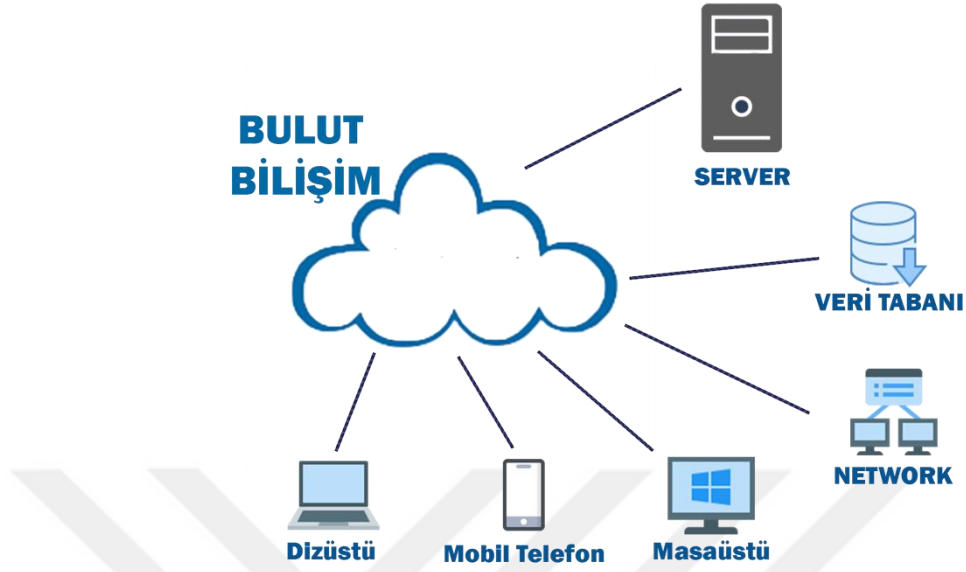 BULUT
BİLİŞİM
SERVER
VERİ TABANI
NETWORK
Dizüstü
Mobil Telefon
Masaüstü